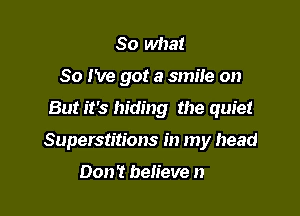 So what
So I've got a smile on
But it's hiding the quiet
Superstitions in my head
Don't believe n